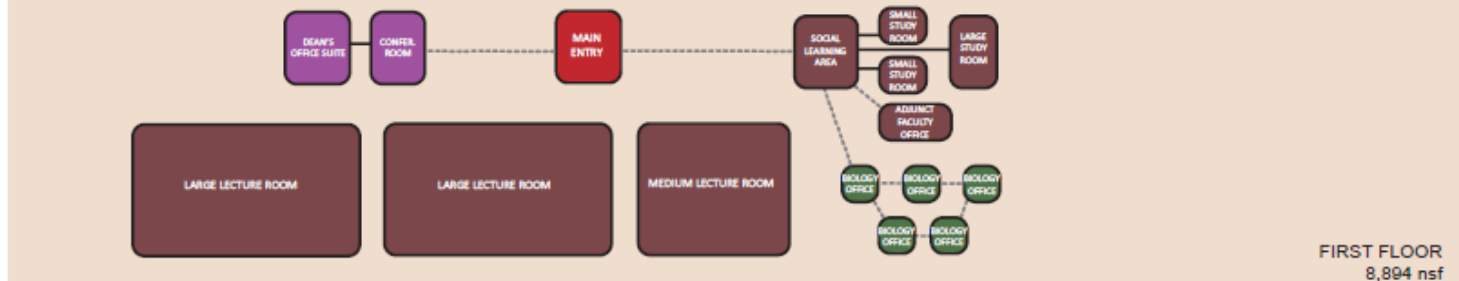 DEAN'S
OFFICE SUITE
CONFER.
ROOM
MAIN
ENTRY
SOCIAL
LEARNING
AREA
SMALL
STUDY
ROOM
LARGE
STUDY
ROOM
SMALL
STUDY
ROOM
ADJUNCT
FACULTY
OFFICE
LARGE LECTURE ROOM
LARGE LECTURE ROOM
MEDIUM LECTURE ROOM
BIOLOGY
OFFICE
BIOLOGY
OFFICE
BIOLOGY
OFFICE
BIOLOGY
OFFICE
BIOLOGY
OFFICE
FIRST FLOOR
8,894 nsf